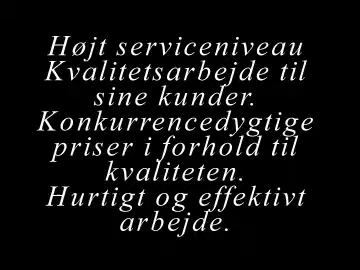 Højt serviceniveau
Kvalitetsarbejde til
sine kunder.
Konkurrencedygtige
priser i forhold til
kvaliteten.
Hurtigt og effektivt
arbejde.